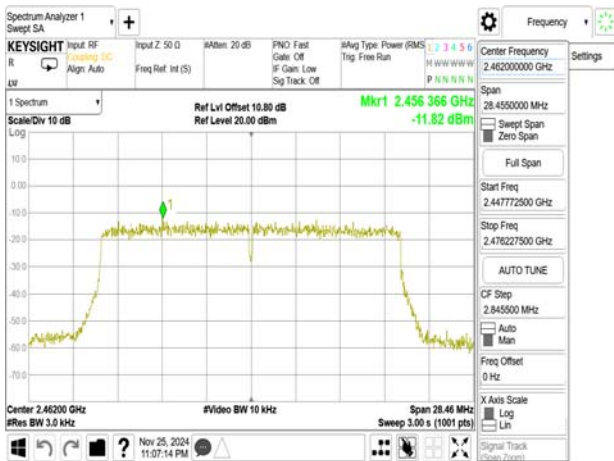 Spectrum Analyzer 1
Swept SA
KEYSIGHT
R
Input: RF
Coupling: DC
Align: Auto
Input Z: 50 Ω
Freq Ref: Int (S)
#Atten: 20 dB
PNO: Fast
Gate: Off
IF Gain: Low
Sig Track: Off
#Avg Type: Power (RMS
Trig: Free Run
1 2 3 4 5 6
M W W W W W
P N N N N N
1 Spectrum
Scale/Div 10 dB
Ref Lvl Offset 10.80 dB
Ref Level 20.00 dBm
Mkr1 2.456 366 GHz
-11.82 dBm
Log
10.0
0.00
-10.0
-20.0
-30.0
-40.0
-50.0
-60.0
-70.0
1
Center 2.46200 GHz
#Res BW 3.0 kHz
#Video BW 10 kHz
Span 28.46 MHz
Sweep 3.00 s (1001 pts)
Nov 25, 2024
11:07:14 PM
Frequency
Settings
Center Frequency
2.462000000 GHz
Span
28.4550000 MHz
Swept Span
Zero Span
Full Span
Start Freq
2.447772500 GHz
Stop Freq
2.476227500 GHz
AUTO TUNE
CF Step
2.845500 MHz
Auto
Man
Freq Offset
0 Hz
X Axis Scale
Log
Lin
Signal Track
(Span Zoom)